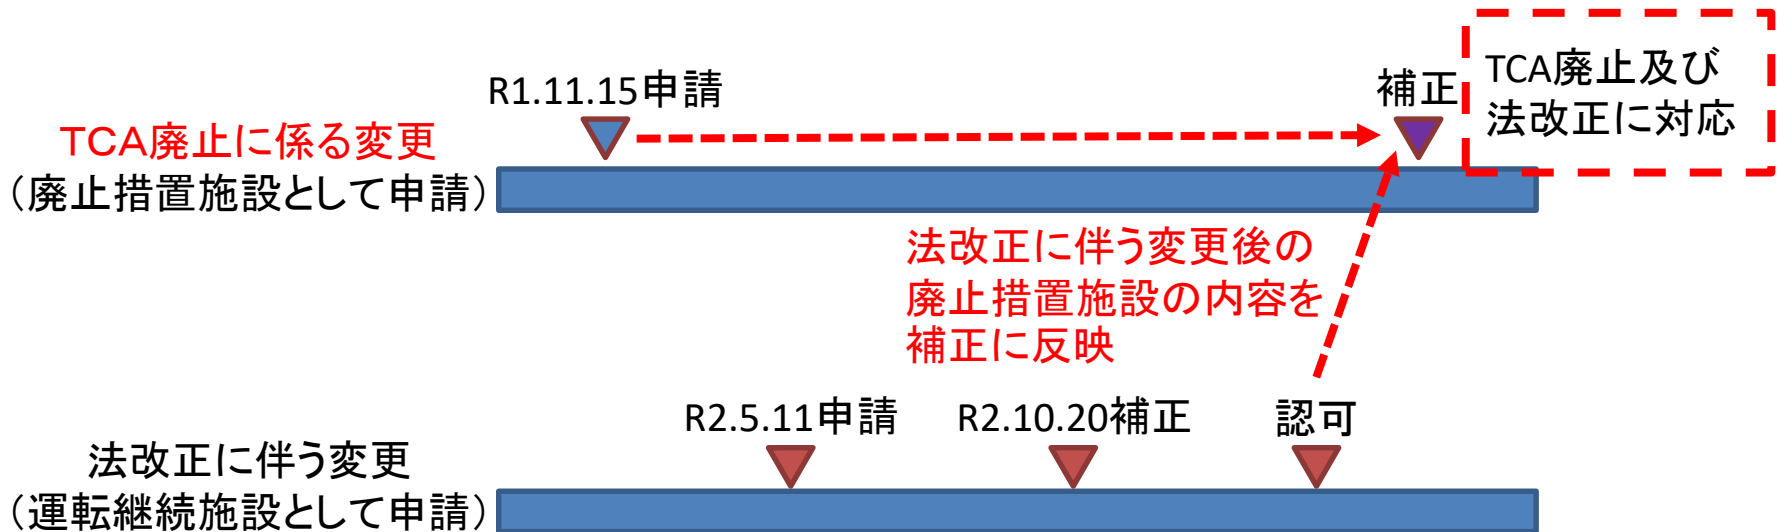 R1.11.15申請
補正
TCA廃止及び
法改正に対応
TCA廃止に係る変更
（廃止措置施設として申請）
法改正に伴う変更後の
廃止措置施設の内容を
補正に反映
R2.5.11申請
R2.10.20補正
認可
法改正に伴う変更
（運転継続施設として申請）